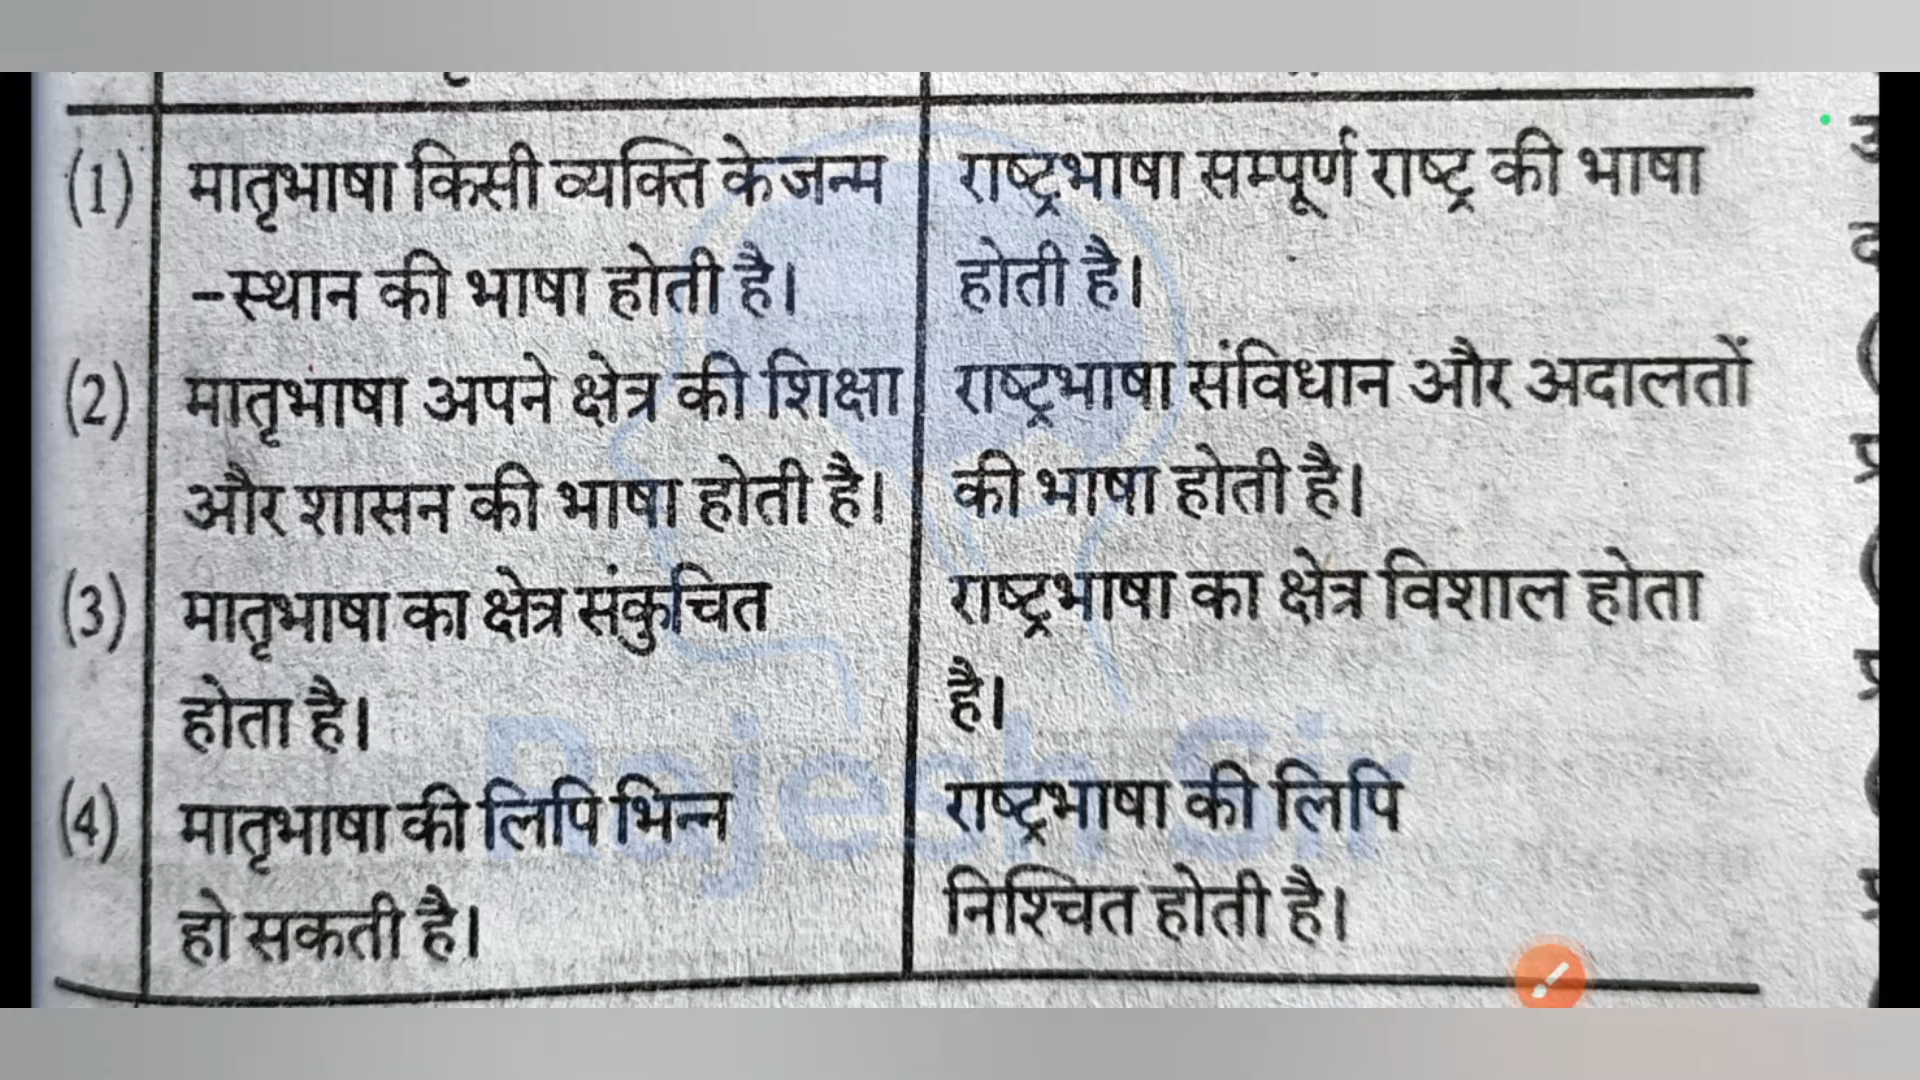 (1) मातृभाषा किसी व्यक्ति के जन्म
-स्थान की भाषा होती है।
राष्ट्रभाषा सम्पूर्ण राष्ट्र की भाषा
होती है।
(2) मातृभाषा अपने क्षेत्र की शिक्षा
और शासन की भाषा होती है।
राष्ट्रभाषा संविधान और अदालतों
की भाषा होती है।
(3) मातृभाषा का क्षेत्र संकुचित
होता है।
राष्ट्रभाषा का क्षेत्र विशाल होता
है।
(4) मातृभाषा की लिपि भिन्न
हो सकती है।
राष्ट्रभाषा की लिपि
निश्चित होती है।
Rajesh Sir